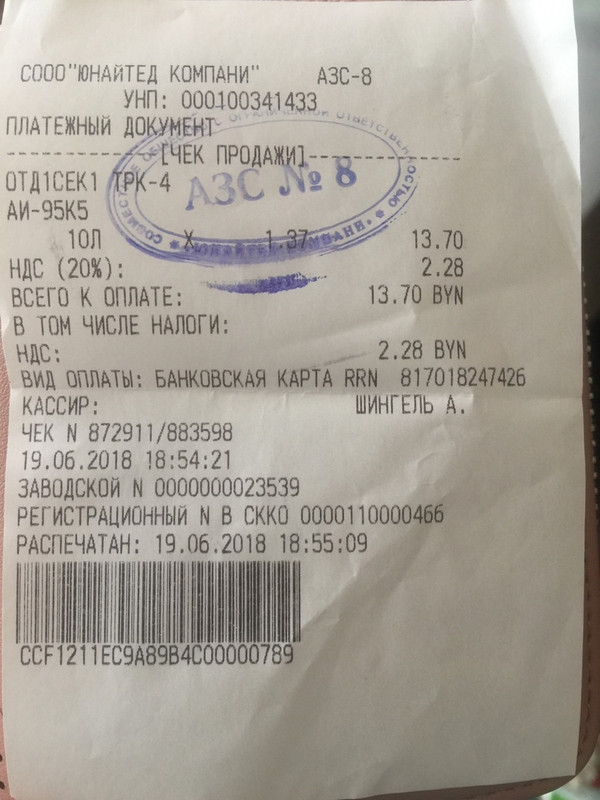 СООО"ЮНАЙТЕД КОМПАНИ" АЗС-8
УНП: 000100341433
ПЛАТЕЖНЫЙ ДОКУМЕНТ
[ЧЕК ПРОДАЖИ]
ОТД1СЕК1 ТРК-4
АЗС № 8
АИ-95К5
10Л X 1.37 13.70
НДС (20%): 2.28
ВСЕГО К ОПЛАТЕ: 13.70 BYN
В ТОМ ЧИСЛЕ НАЛОГИ:
НДС: 2.28 BYN
ВИД ОПЛАТЫ: БАНКОВСКАЯ КАРТА RRN 817018247426
КАССИР: ШИНГЕЛЬ А.
ЧЕК N 872911/883598
19.06.2018 18:54:21
ЗАВОДСКОЙ N 0000000023539
РЕГИСТРАЦИОННЫЙ N В СККО 0000110000466
РАСПЕЧАТАН: 19.06.2018 18:55:09
CCF1211EC9A89B4C00000789